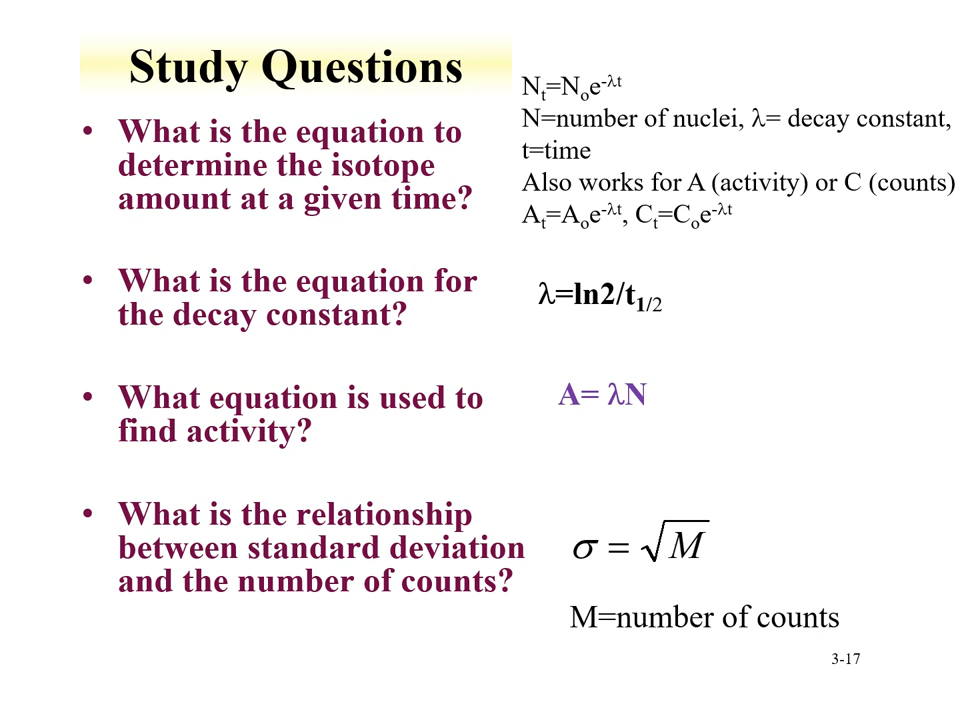 Study Questions
• What is the equation to
determine the isotope
amount at a given time?
Nₜ=Nₒe^-λt
N=number of nuclei, λ= decay constant,
t=time
Also works for A (activity) or C (counts)
Aₜ=Aₒe^-λt, Cₜ=Cₒe^-λt
• What is the equation for
the decay constant?
λ=ln2/t₁/₂
• What equation is used to
find activity?
A= λN
• What is the relationship
between standard deviation
and the number of counts?
σ = √M
M=number of counts
3-17